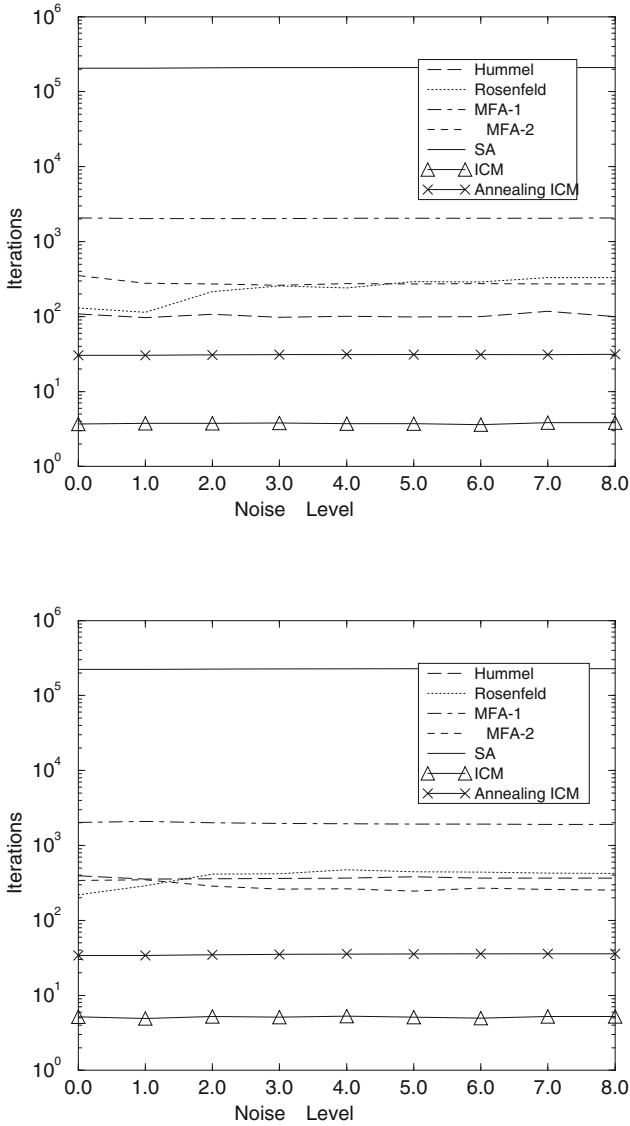 10^6
10^5
10^4
10^3
10^2
10^1
10^0
Iterations
Hummel
Rosenfeld
MFA-1
MFA-2
SA
ICM
Annealing ICM
0.0 1.0 2.0 3.0 4.0 5.0 6.0 7.0 8.0
Noise Level
10^6
10^5
10^4
10^3
10^2
10^1
10^0
Iterations
Hummel
Rosenfeld
MFA-1
MFA-2
SA
ICM
Annealing ICM
0.0 1.0 2.0 3.0 4.0 5.0 6.0 7.0 8.0
Noise Level